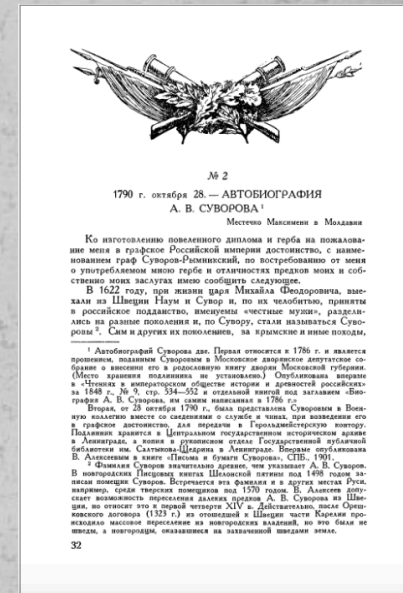 № 2
1790 г. октября 28. — АВТОБИОГРАФИЯ
А. В. СУВОРОВА ¹
Местечко Максимени в Молдавии
Ко изготовлению повеленного диплома и герба на пожалова-
ние меня в графское Российской империи достоинство, с наиме-
нованием граф Суворов-Рымникский, по востребованию от меня
о употребляемом мною гербе и отличностях предков моих и соб-
ственно моих заслугах имею сообщить следующее.
В 1622 году, при жизни царя Михайла Феодоровича, вые-
хали из Швеции Наум и Сувор и, по их челобитью, приняты
в российское подданство, именуемы «честные мужи», раздели-
лись на разные поколения и, по Сувору, стали называться Суво-
ровы ². Сим и других их поколениев, за крымские и иные походы,
¹ Автобиографий Суворова две. Первая относится к 1786 г. и является
прошением, поданным Суворовым в Московское дворянское депутатское со-
брание о внесении его в родословную книгу дворян Московской губернии.
(Место хранения подлинника не установлено.) Опубликована впервые
в «Чтениях в императорском обществе истории и древностей российских»
за 1848 г., № 9, стр. 534—552 и отдельной книгой под заглавием «Био-
графия А. В. Суворова, им самим написанная в 1786 г.»
Вторая, от 28 октября 1790 г., была представлена Суворовым в Воен-
ную коллегию вместе со сведениями о службе и чинах, при возведении его
в графское достоинство, для передачи в Герольдмейстерскую контору.
Подлинник хранится в Центральном государственном историческом архиве
в Ленинграде, а копия в рукописном отделе Государственной публичной
библиотеки им. Салтыкова-Щедрина в Ленинграде. Впервые опубликована
В. Алексеевым в книге «Письма и бумаги Суворова», СПБ., 1901.
² Фамилия Суворов значительно древнее, чем указывает А. В. Суворов.
В новгородских Писцовых книгах Шелонской пятины под 1498 годом за-
писан помещик Суворов. Встречается эта фамилия и в других местах Руси,
например, среди тверских помещиков под 1570 годом. В. Алексеев допу-
скает возможность переселения далеких предков А. В. Суворова из Шве-
ции, но относит это к первой четверти XIV в. Действительно, после Орешковского
ковского договора (1323 г.) из отошедшей к Швеции части Карелии про-
исходило массовое переселение из новгородских владений, но это были не
шведы, а новгородцы, оказавшиеся на захваченной шведами земле.
32